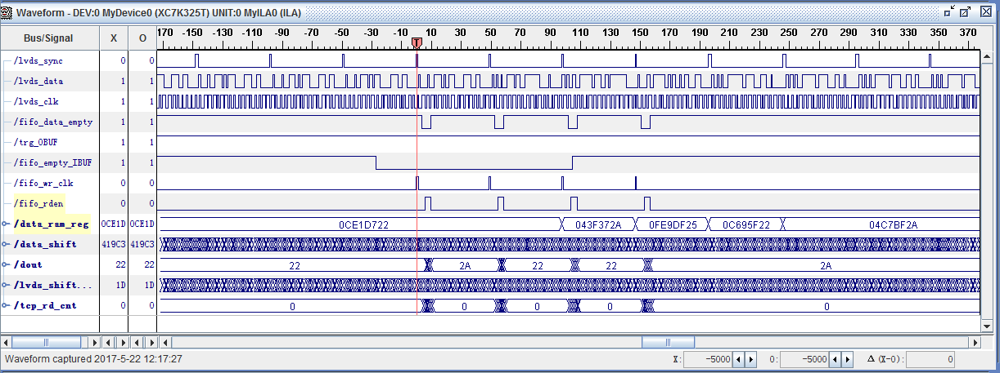 Waveform - DEV:0 MyDevice0 (XC7K325T) UNIT:0 MyILA0 (ILA)
Bus/Signal X O 170 -150 -130 -110 -90 -70 -50 -30 -10 10 30 50 70 90 110 130 150 170 190 210 230 250 270 290 310 330 350 370
T
/lvds_sync 0 0
/lvds_data 1 1
/lvds_clk 1 1
/fifo_data_empty 1 1
/trg_OBUF 1 1
/fifo_empty_IBUF 1 1
/fifo_wr_clk 0 0
/fifo_rden 0 0
/data_ram_reg 0CE1D 0CE1D 0CE1D722 043F372A 0FE9DF25 0C695F22 04C7BF2A
/data_shift 419C3 419C3
/dout 22 22 22 2A 22 22 2A
/lvds_shift... 1D 1D
/tcp_rd_cnt 0 0 0 0 0 0 0
Waveform captured 2017-5-22 12:17:27 X: -5000 O: -5000 Δ(X-O): 0